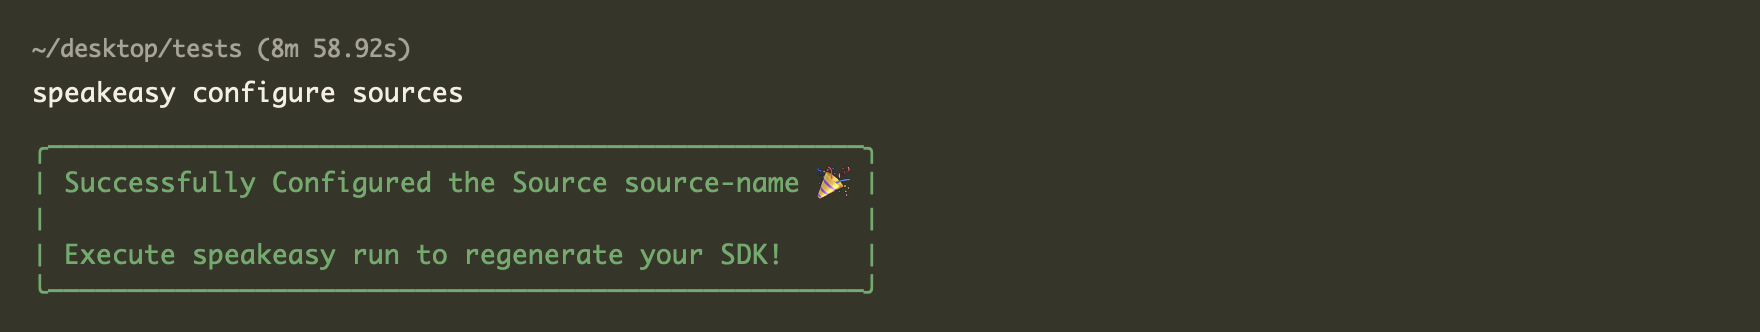 ~/desktop/tests (8m 58.92s)
speakeasy configure sources
Successfully Configured the Source source-name 🎉
Execute speakeasy run to regenerate your SDK!